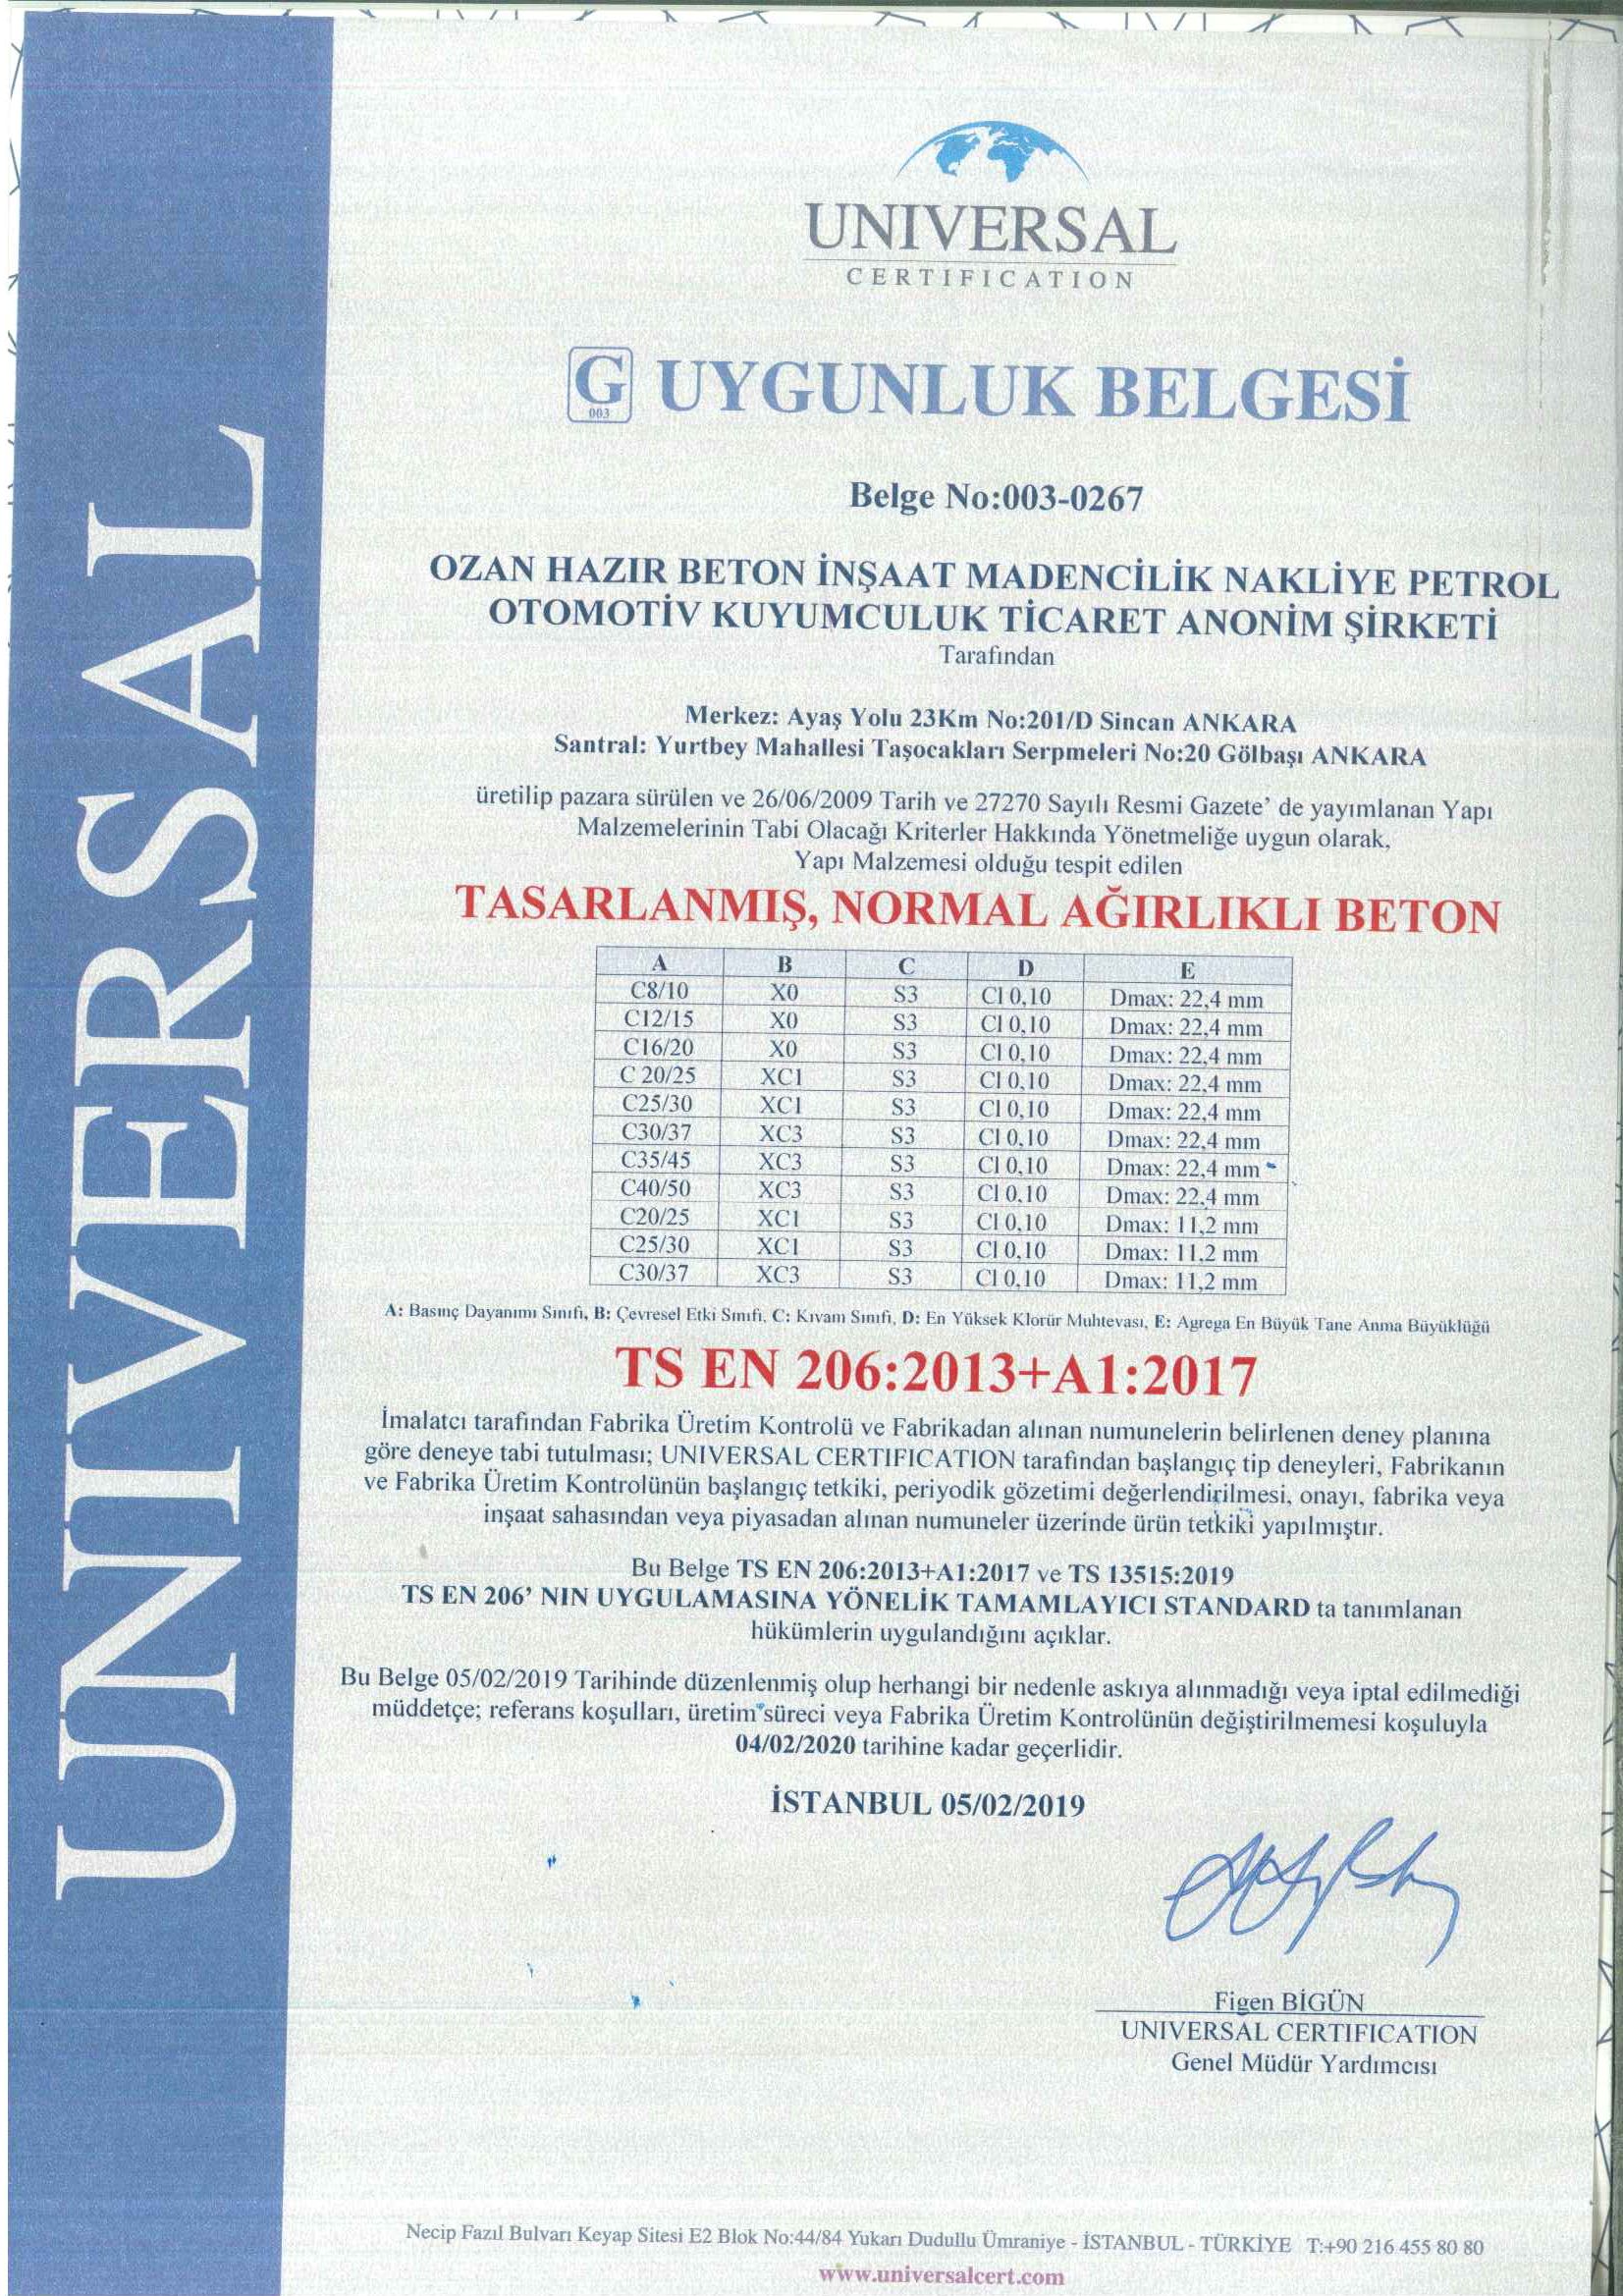 UNIVERSAL
UNIVERSAL
CERTIFICATION
G 003 UYGUNLUK BELGESİ
Belge No:003-0267
OZAN HAZIR BETON İNŞAAT MADENCİLİK NAKLİYE PETROL
OTOMOTİV KUYUMCULUK TİCARET ANONİM ŞİRKETİ
Tarafından
Merkez: Ayaş Yolu 23Km No:201/D Sincan ANKARA
Santral: Yurtbey Mahallesi Taşocakları Serpmeleri No:20 Gölbaşı ANKARA
üretilip pazara sürülen ve 26/06/2009 Tarih ve 27270 Sayılı Resmi Gazete' de yayımlanan Yapı
Malzemelerinin Tabi Olacağı Kriterler Hakkında Yönetmeliğe uygun olarak,
Yapı Malzemesi olduğu tespit edilen
TASARLANMIŞ, NORMAL AĞIRLIKLI BETON
A B C D E
C8/10 X0 S3 Cl 0,10 Dmax: 22,4 mm
C12/15 X0 S3 Cl 0,10 Dmax: 22,4 mm
C16/20 X0 S3 Cl 0,10 Dmax: 22,4 mm
C 20/25 XC1 S3 Cl 0,10 Dmax: 22,4 mm
C25/30 XC1 S3 Cl 0,10 Dmax: 22,4 mm
C30/37 XC3 S3 Cl 0,10 Dmax: 22,4 mm
C35/45 XC3 S3 Cl 0,10 Dmax: 22,4 mm
C40/50 XC3 S3 Cl 0,10 Dmax: 22,4 mm
C20/25 XC1 S3 Cl 0,10 Dmax: 11,2 mm
C25/30 XC1 S3 Cl 0,10 Dmax: 11,2 mm
C30/37 XC3 S3 Cl 0,10 Dmax: 11,2 mm
A: Basınç Dayanımı Sınıfı, B: Çevresel Etki Sınıfı, C: Kıvam Sınıfı, D: En Yüksek Klorür Muhtevası, E: Agrega En Büyük Tane Anma Büyüklüğü
TS EN 206:2013+A1:2017
İmalatcı tarafından Fabrika Üretim Kontrolü ve Fabrikadan alınan numunelerin belirlenen deney planına
göre deneye tabi tutulması; UNIVERSAL CERTIFICATION tarafından başlangıç tip deneyleri, Fabrikanın
ve Fabrika Üretim Kontrolünün başlangıç tetkiki, periyodik gözetimi değerlendirilmesi, onayı, fabrika veya
inşaat sahasından veya piyasadan alınan numuneler üzerinde ürün tetkiki yapılmıştır.
Bu Belge TS EN 206:2013+A1:2017 ve TS 13515:2019
TS EN 206' NIN UYGULAMASINA YÖNELİK TAMAMLAYICI STANDARD ta tanımlanan
hükümlerin uygulandığını açıklar.
Bu Belge 05/02/2019 Tarihinde düzenlenmiş olup herhangi bir nedenle askıya alınmadığı veya iptal edilmediği
müddetçe; referans koşulları, üretim süreci veya Fabrika Üretim Kontrolünün değiştirilmemesi koşuluyla
04/02/2020 tarihine kadar geçerlidir.
İSTANBUL 05/02/2019
Figen BİGÜN
UNIVERSAL CERTIFICATION
Genel Müdür Yardımcısı
Necip Fazıl Bulvarı Keyap Sitesi E2 Blok No:44/84 Yukarı Dudullu Ümraniye - İSTANBUL - TÜRKİYE T:+90 216 455 80 80
www.universalcert.com